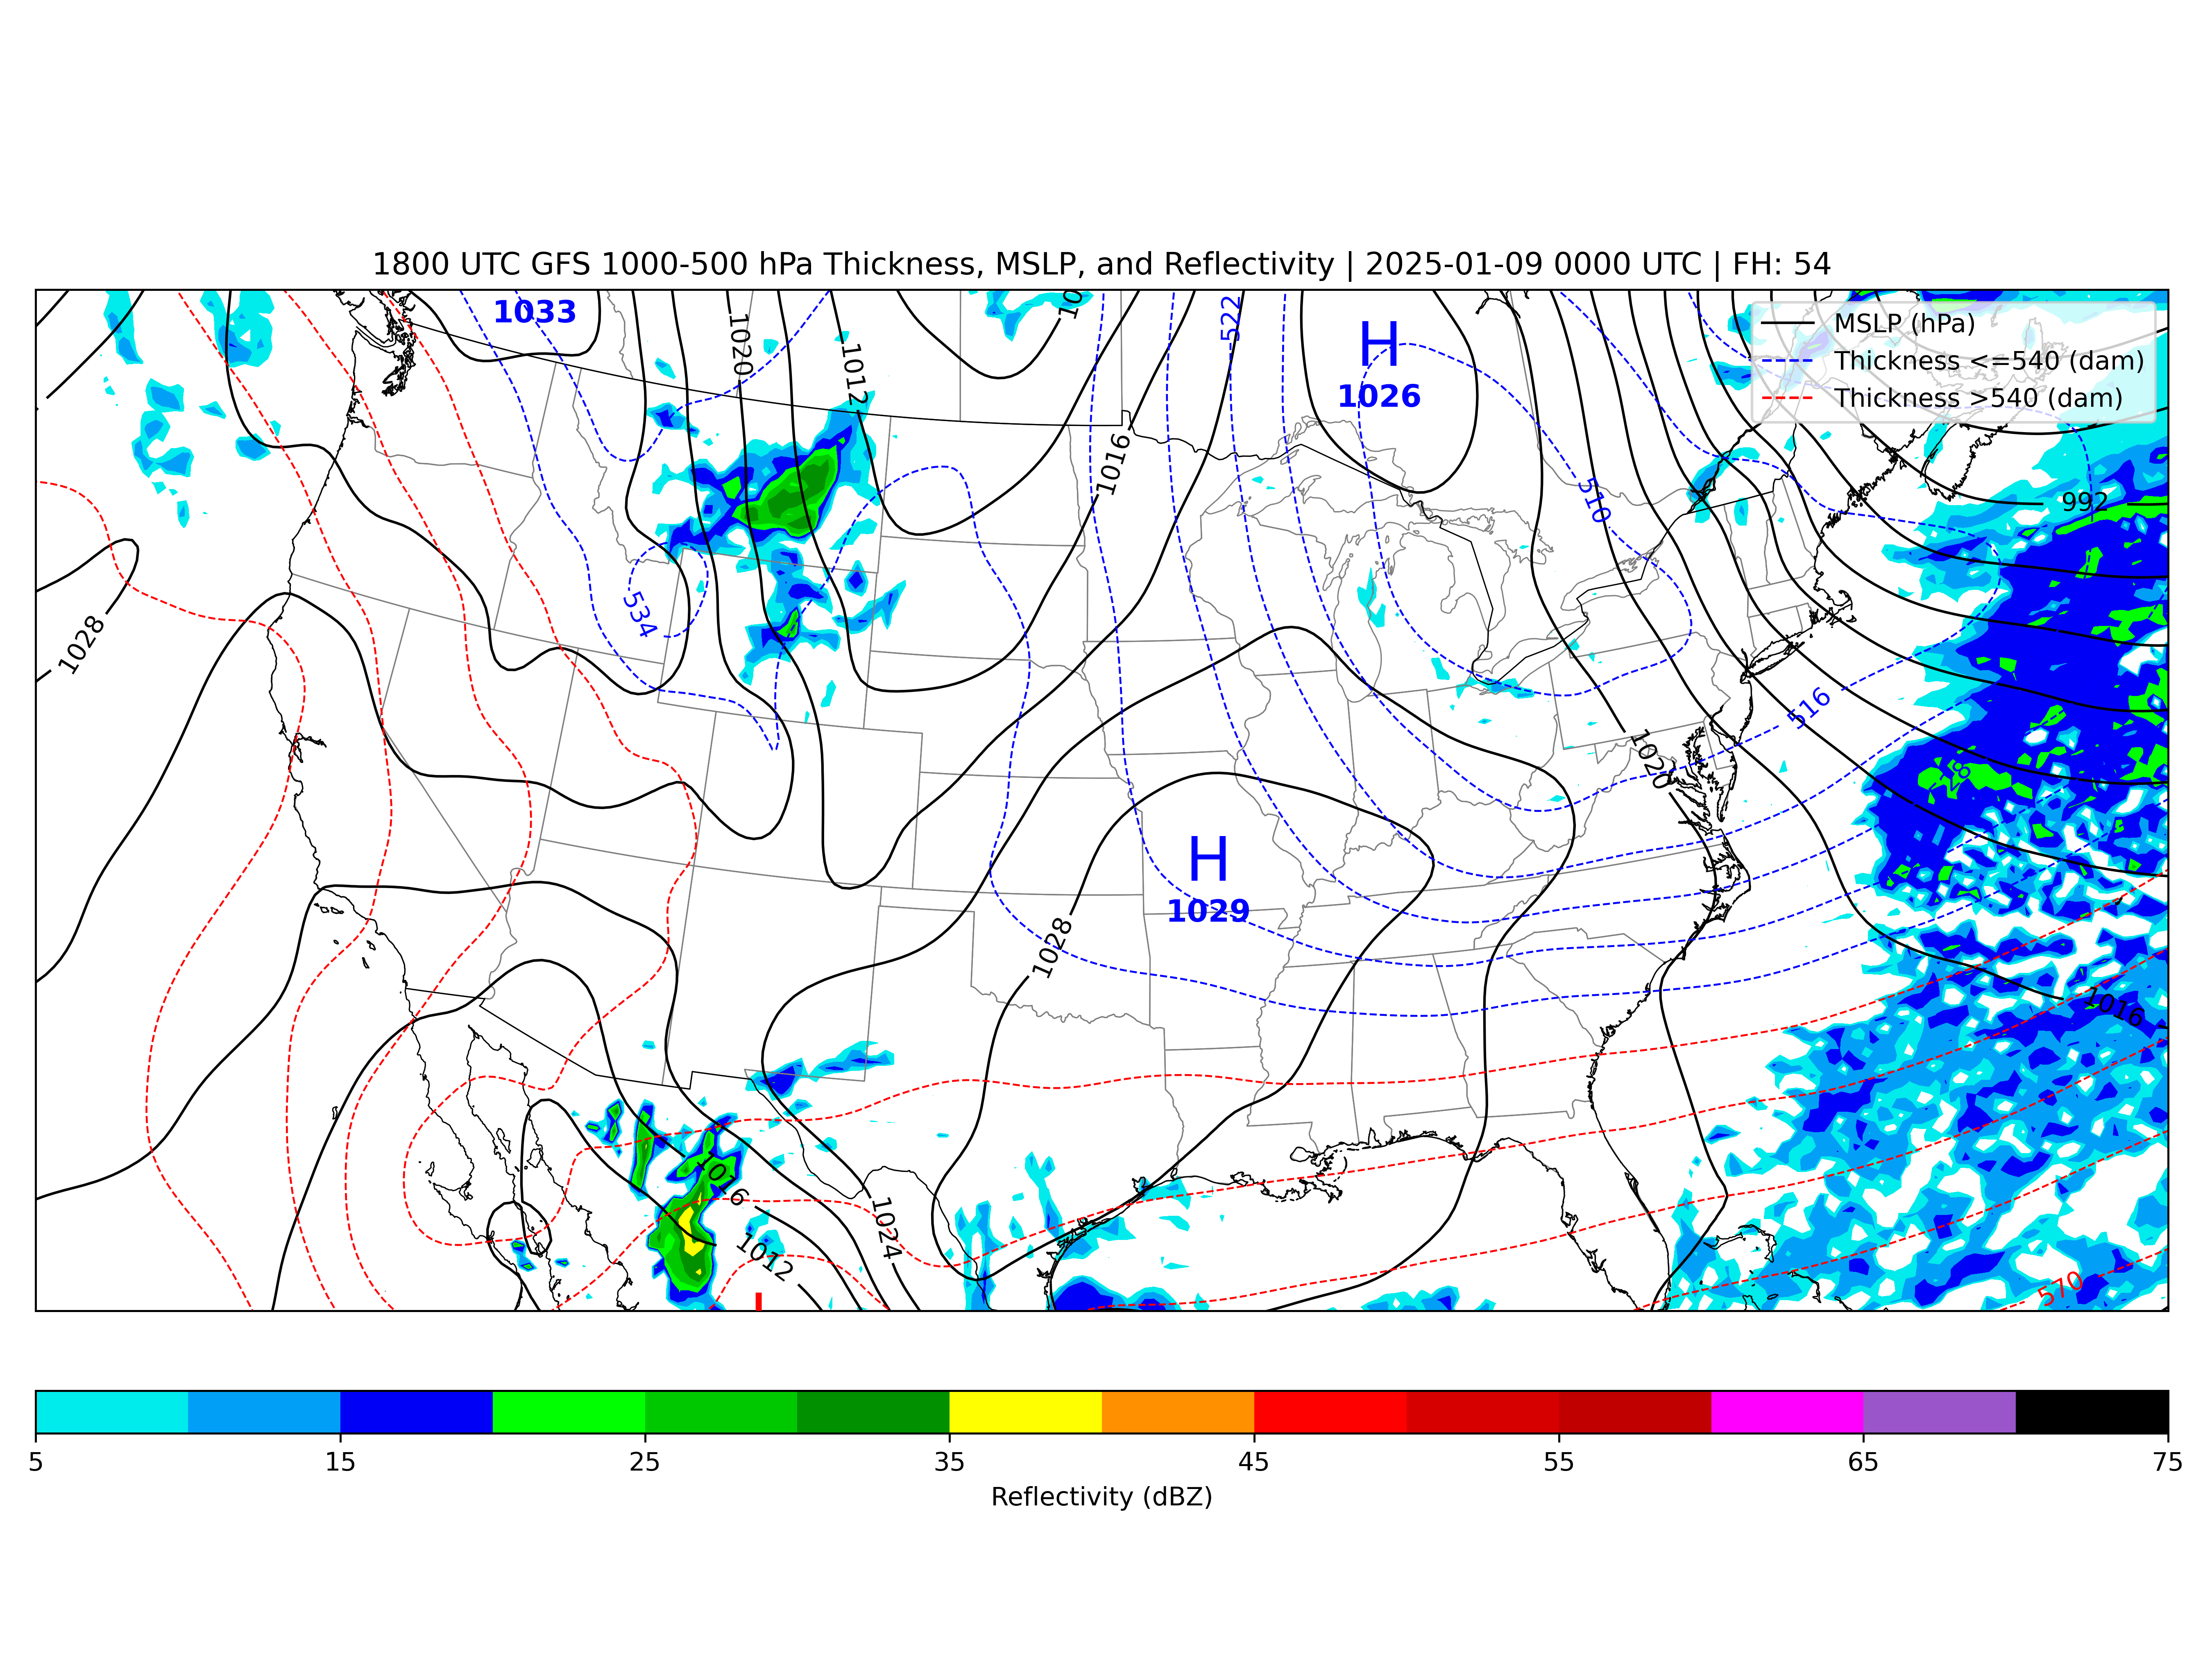 1800 UTC GFS 1000-500 hPa Thickness, MSLP, and Reflectivity | 2025-01-09 0000 UTC | FH: 54
1033
1020
1012
522
H
1026
MSLP (hPa)
Thickness <=540 (dam)
Thickness >540 (dam)
1016
510
992
534
1028
516
1020
H
1029
1028
1016
1016
1024
1012
570
5 15 25 35 45 55 65 75
Reflectivity (dBZ)